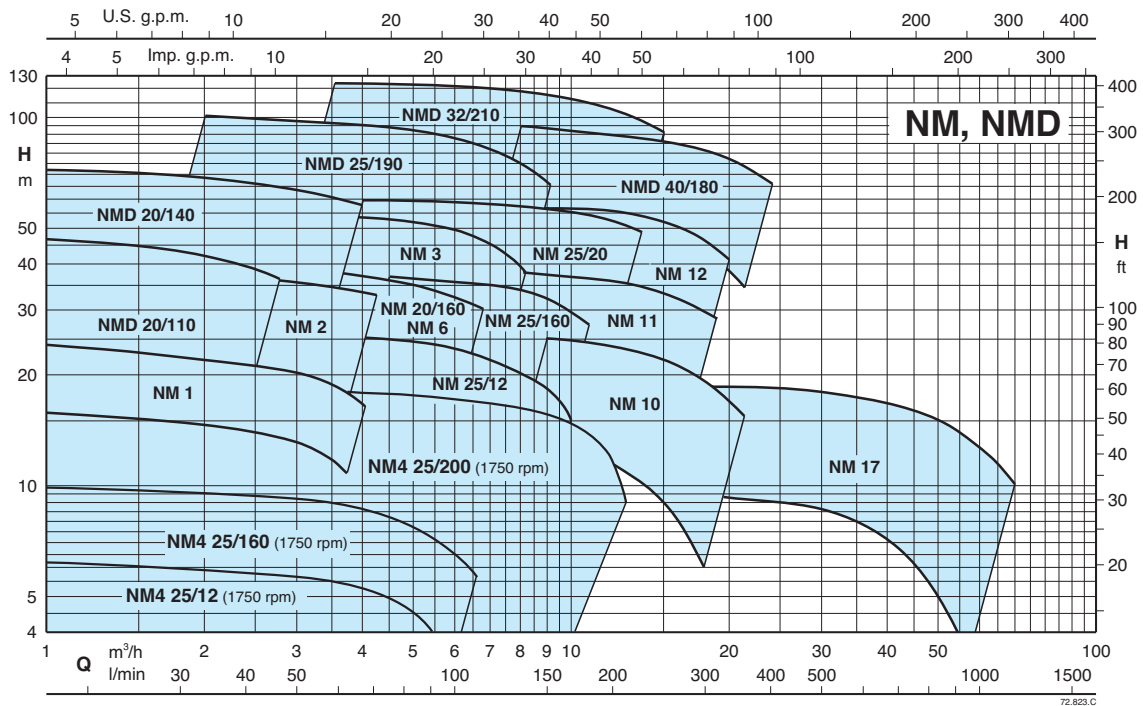 5 U.S. g.p.m. 10 20 30 40 50 100 200 300 400
4 5 Imp. g.p.m. 10 20 30 40 50 100 200 300
130
100
H
m
50
40
30
20
10
5
4
NM, NMD
NMD 32/210
NMD 25/190
NMD 40/180
NMD 20/140
NM 3
NM 25/20
NM 12
NM 20/160
NM 6
NM 25/160
NM 11
NMD 20/110
NM 2
NM 25/12
NM 1
NM 10
NM4 25/200 (1750 rpm)
NM 17
NM4 25/160 (1750 rpm)
NM4 25/12 (1750 rpm)
400
300
200
H
ft
100
90
80
70
60
50
40
30
20
1 2 3 4 5 6 7 8 9 10 20 30 40 50 100
Q m³/h
l/min 30 40 50 100 150 200 300 400 500 1000 1500
72.823.C